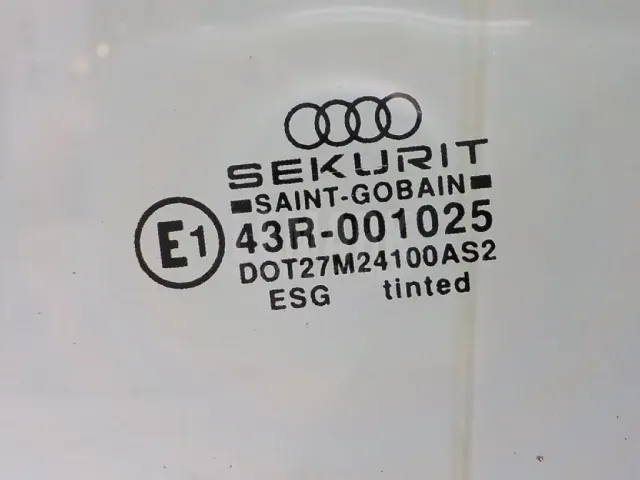 SEKURIT
SAINT-GOBAIN
E1 43R-001025
DOT27M24100AS2
ESG tinted